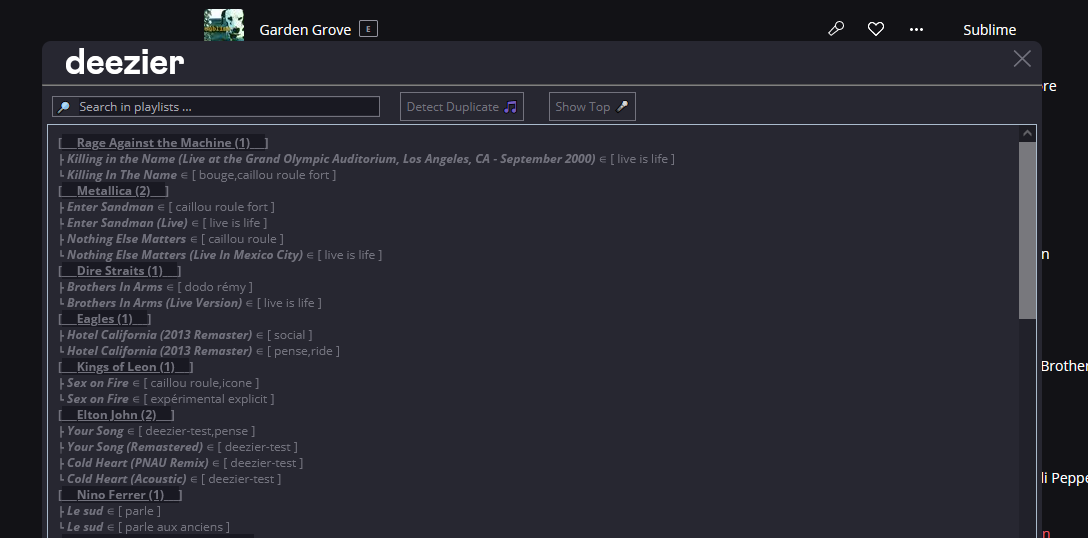 Garden Grove E Sublime
deezier
Search in playlists ... Detect Duplicate Show Top
re
[ Rage Against the Machine (1) ]
├ Killing in the Name (Live at the Grand Olympic Auditorium, Los Angeles, CA - September 2000) ∈ [ live is life ]
└ Killing In The Name ∈ [ bouge,caillou roule fort ]
[ Metallica (2) ]
├ Enter Sandman ∈ [ caillou roule fort ]
├ Enter Sandman (Live) ∈ [ live is life ]
├ Nothing Else Matters ∈ [ caillou roule ]
└ Nothing Else Matters (Live In Mexico City) ∈ [ live is life ]
n
[ Dire Straits (1) ]
├ Brothers In Arms ∈ [ dodo rémy ]
└ Brothers In Arms (Live Version) ∈ [ live is life ]
[ Eagles (1) ]
├ Hotel California (2013 Remaster) ∈ [ social ]
└ Hotel California (2013 Remaster) ∈ [ pense,ride ]
[ Kings of Leon (1) ]
Brother
├ Sex on Fire ∈ [ caillou roule,icone ]
└ Sex on Fire ∈ [ expérimental explicit ]
[ Elton John (2) ]
├ Your Song ∈ [ deezier-test,pense ]
├ Your Song (Remastered) ∈ [ deezier-test ]
├ Cold Heart (PNAU Remix) ∈ [ deezier-test ]
└ Cold Heart (Acoustic) ∈ [ deezier-test ]
li Peppe
[ Nino Ferrer (1) ]
├ Le sud ∈ [ parle ]
└ Le sud ∈ [ parle aux anciens ]
n